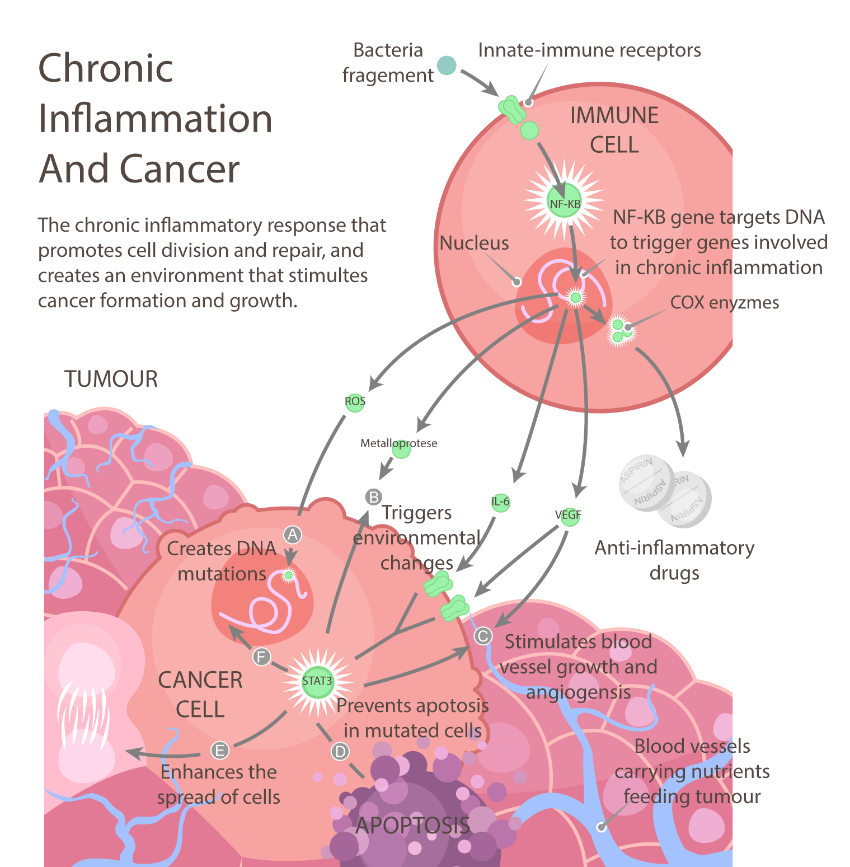 Chronic
Inflammation
And Cancer
The chronic inflammatory response that
promotes cell division and repair, and
creates an environment that stimultes
cancer formation and growth.
Bacteria
fragement
Innate-immune receptors
IMMUNE
CELL
NF-KB
Nucleus
NF-KB gene targets DNA
to trigger genes involved
in chronic inflammation
COX enyzmes
TUMOUR
ROS
Metalloprotese
B
IL-6
VEGF
ASPIRIN
ASPIRIN
ASPIRIN
ASPIRIN
Anti-inflammatory
drugs
Triggers
environmental
changes
A
Creates DNA
mutations
C
Stimulates blood
vessel growth and
angiogensis
F
STAT3
CANCER
CELL
Prevents apotosis
in mutated cells
D
E
Enhances the
spread of cells
Blood vessels
carrying nutrients
feeding tumour
APOPTOSIS